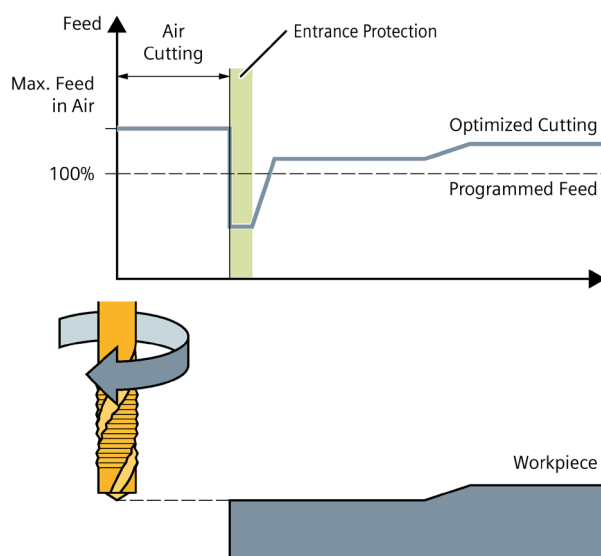 Feed
Air
Cutting
Entrance Protection
Max. Feed
in Air
Optimized Cutting
100%
Programmed Feed
Workpiece